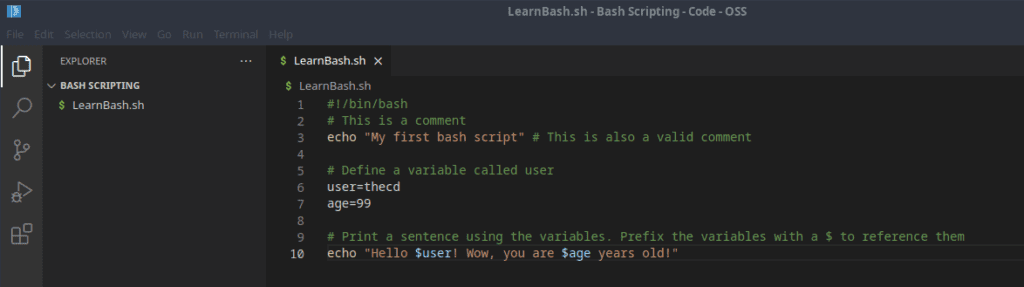 LearnBash.sh - Bash Scripting - Code - OSS
File Edit Selection View Go Run Terminal Help
EXPLORER ···
BASH SCRIPTING
$ LearnBash.sh
$ LearnBash.sh ×
$ LearnBash.sh
1 #!/bin/bash
2 # This is a comment
3 echo "My first bash script" # This is also a valid comment
4
5 # Define a variable called user
6 user=thecd
7 age=99
8
9 # Print a sentence using the variables. Prefix the variables with a $ to reference them
10 echo "Hello $user! Wow, you are $age years old!"